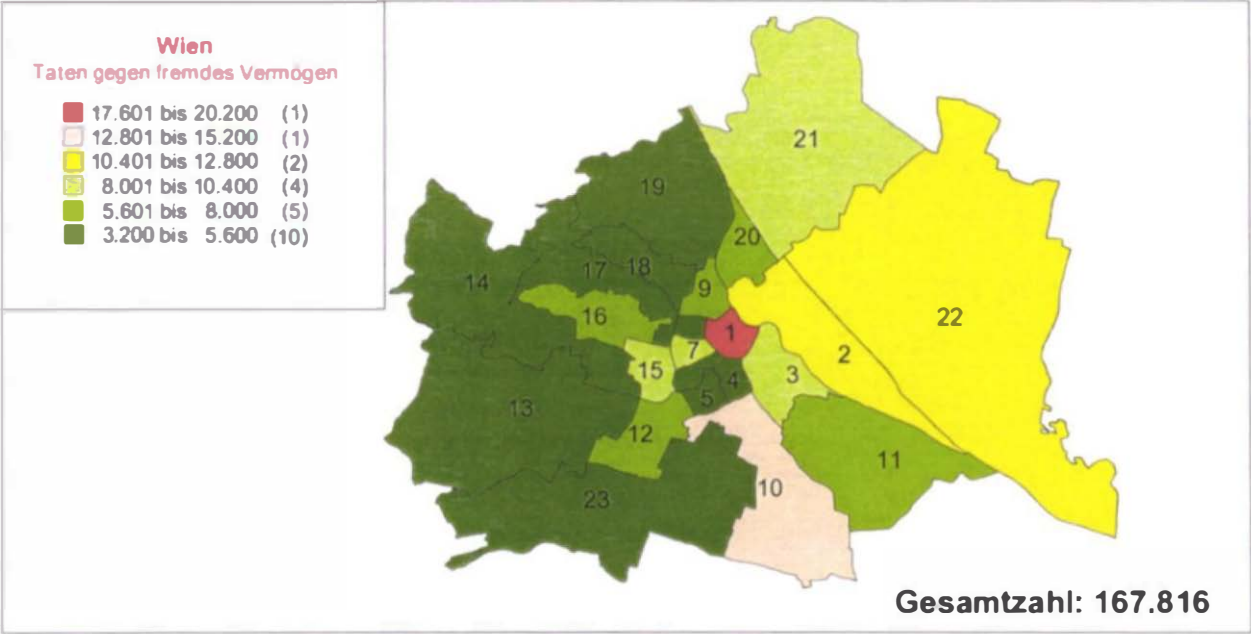 Wien
Taten gegen fremdes Vermögen
17.601 bis 20.200 (1)
12.801 bis 15.200 (1)
10.401 bis 12.800 (2)
8.001 bis 10.400 (4)
5.601 bis 8.000 (5)
3.200 bis 5.600 (10)
21
19
20
14
17
18
9
16
22
1
7
2
15
3
4
5
13
12
11
10
23
Gesamtzahl: 167.816